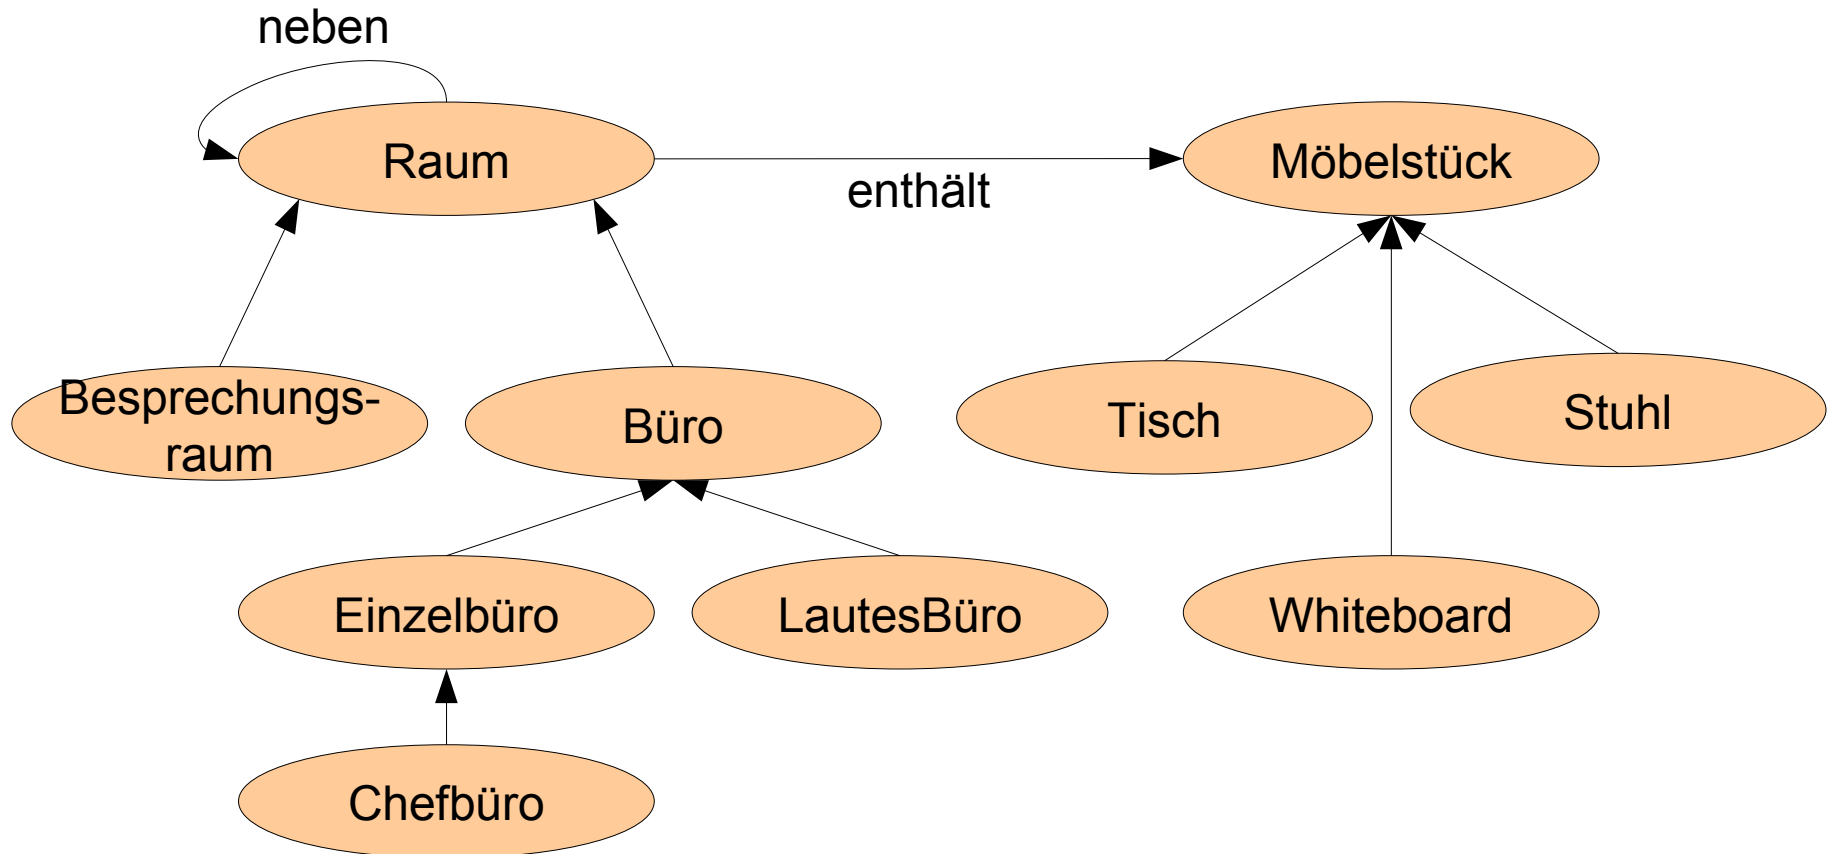 neben
Raum
enthält
Möbelstück
Besprechungs-
raum
Büro
Tisch
Stuhl
Einzelbüro
LautesBüro
Whiteboard
Chefbüro